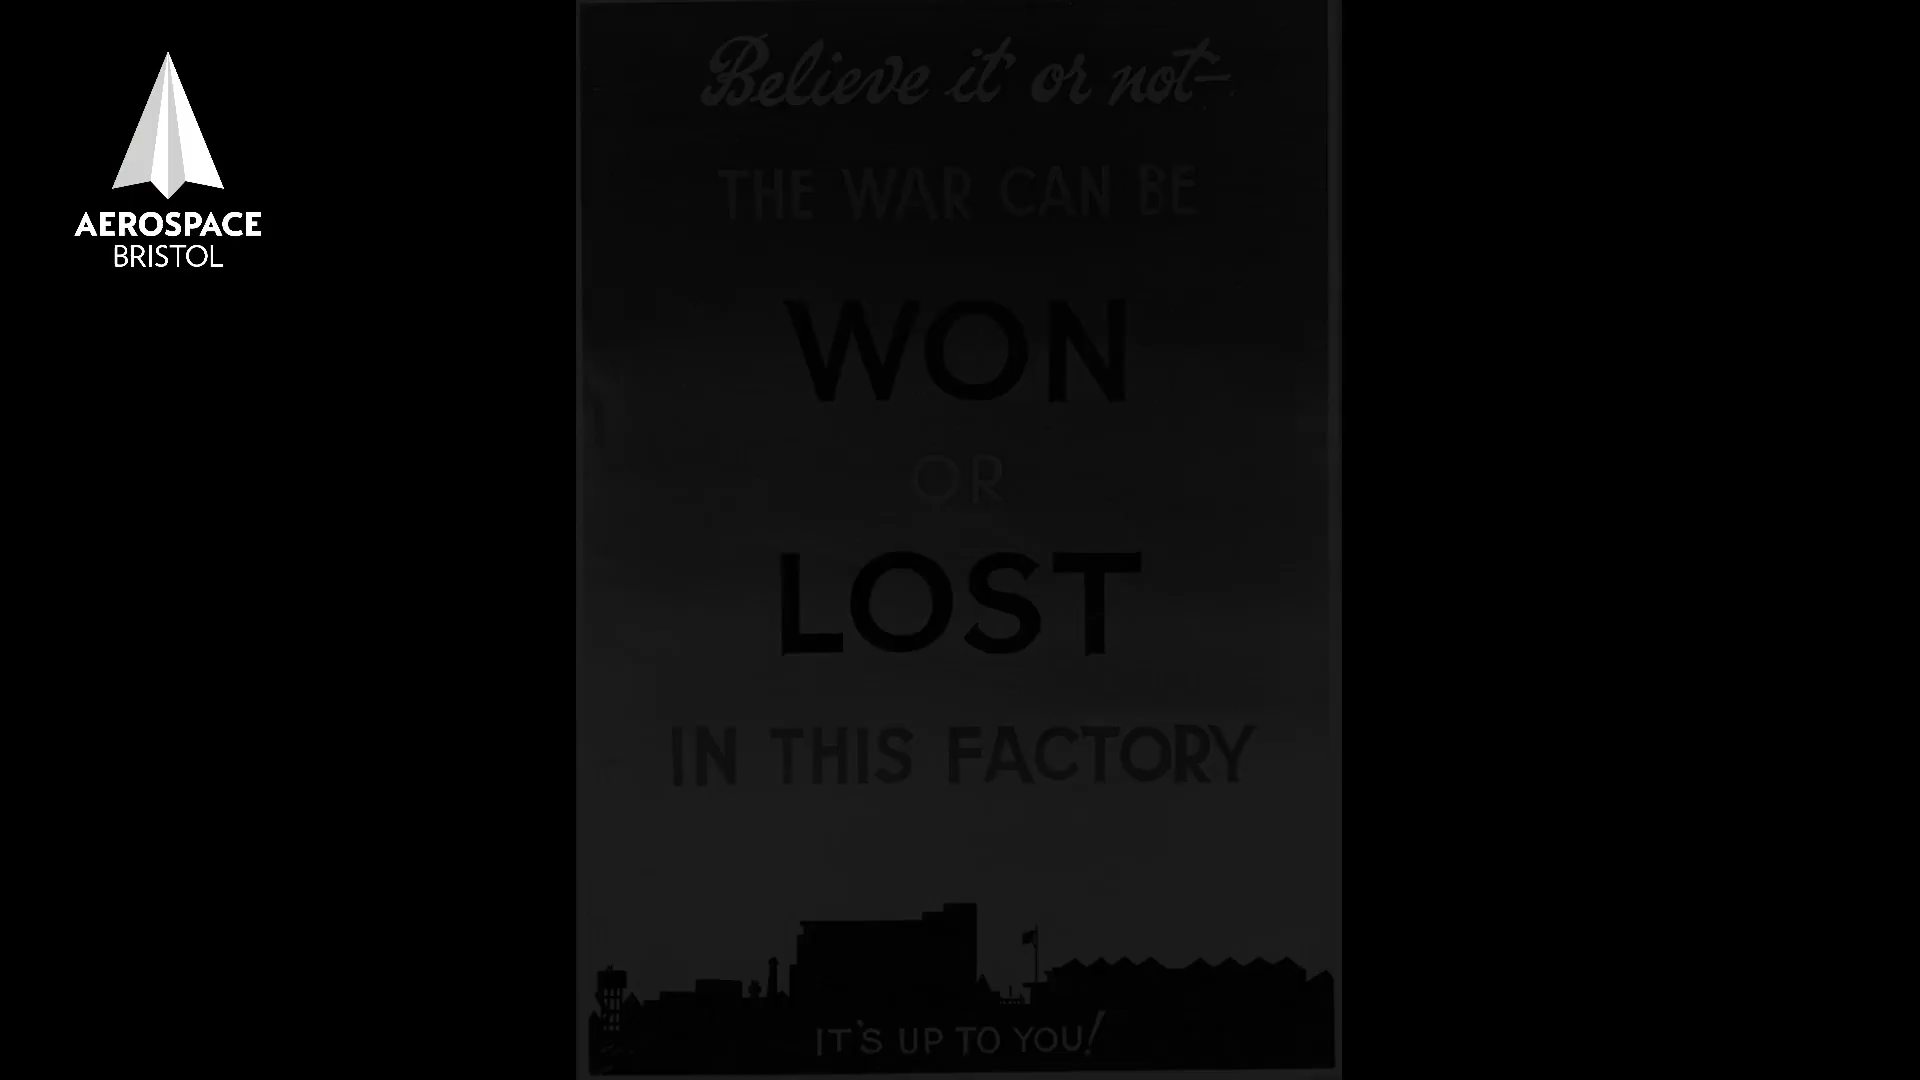 AEROSPACE
BRISTOL
Believe it or not—
THE WAR CAN BE
WON
OR
LOST
IN THIS FACTORY
IT'S UP TO YOU!